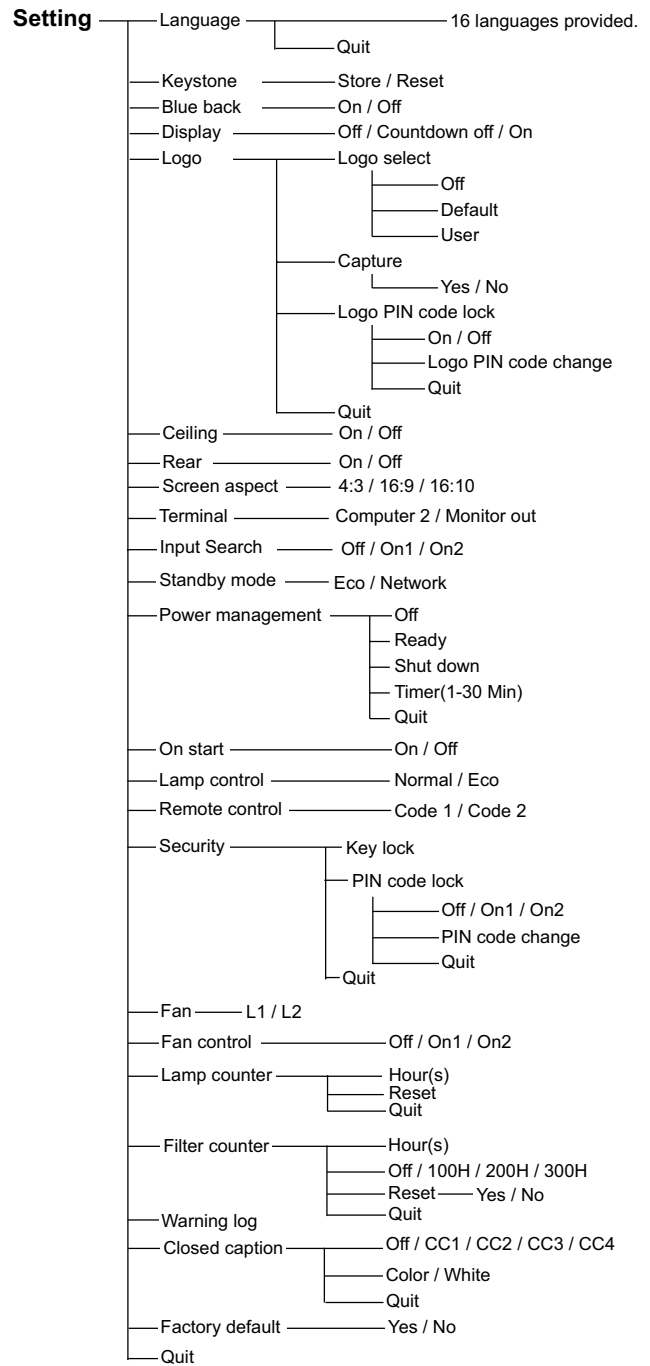 Setting Language 16 languages provided.
Quit
Keystone Store / Reset
Blue back On / Off
Display Off / Countdown off / On
Logo Logo select
Off
Default
User
Capture
Yes / No
Logo PIN code lock
On / Off
Logo PIN code change
Quit
Quit
Ceiling On / Off
Rear On / Off
Screen aspect 4:3 / 16:9 / 16:10
Terminal Computer 2 / Monitor out
Input Search Off / On1 / On2
Standby mode Eco / Network
Power management Off
Ready
Shut down
Timer(1-30 Min)
Quit
On start On / Off
Lamp control Normal / Eco
Remote control Code 1 / Code 2
Security Key lock
PIN code lock
Off / On1 / On2
PIN code change
Quit
Quit
Fan L1 / L2
Fan control Off / On1 / On2
Lamp counter Hour(s)
Reset
Quit
Filter counter Hour(s)
Off / 100H / 200H / 300H
Reset Yes / No
Quit
Warning log
Closed caption Off / CC1 / CC2 / CC3 / CC4
Color / White
Quit
Factory default Yes / No
Quit